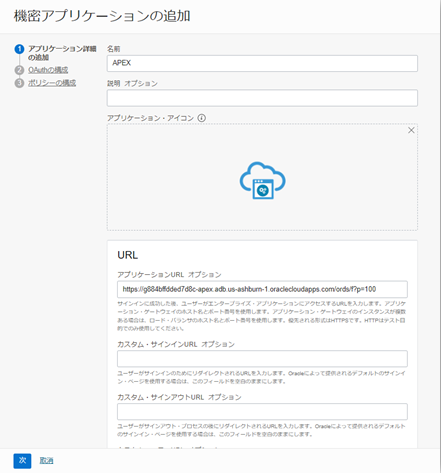 機密アプリケーションの追加
1 アプリケーション詳細
の追加
2 OAuthの構成
3 ポリシーの構成
名前
APEX
説明 オプション
アプリケーション・アイコン
URL
アプリケーションURL オプション
https://g884bffdded7d8c-apex.adb.us-ashburn-1.oraclecloudapps.com/ords/f?p=100
サインインに成功した後、ユーザーがエンタープライズ・アプリケーションにアクセスするURLを入力します。アプリケ
ーション・ゲートウェイのホスト名とポート番号を使用します。アプリケーション・ゲートウェイのインスタンスが複数
ある場合は、ロード・バランサのホスト名とポート番号を使用します。優先される形式はHTTPSです。HTTPはテスト目
的でのみ使用してください。
カスタム・サインインURL オプション
ユーザーがサインインのためにリダイレクトされるURLを入力します。Oracleによって提供されるデフォルトのサインイ
ン・ページを使用する場合は、このフィールドを空白のままにします。
カスタム・サインアウトURL オプション
ユーザーがサインアウト・プロセスの後にリダイレクトされるURLを入力します。Oracleによって提供されるデフォルト
のサインイン・ページを使用する場合は、このフィールドを空白のままにします。
次 取消